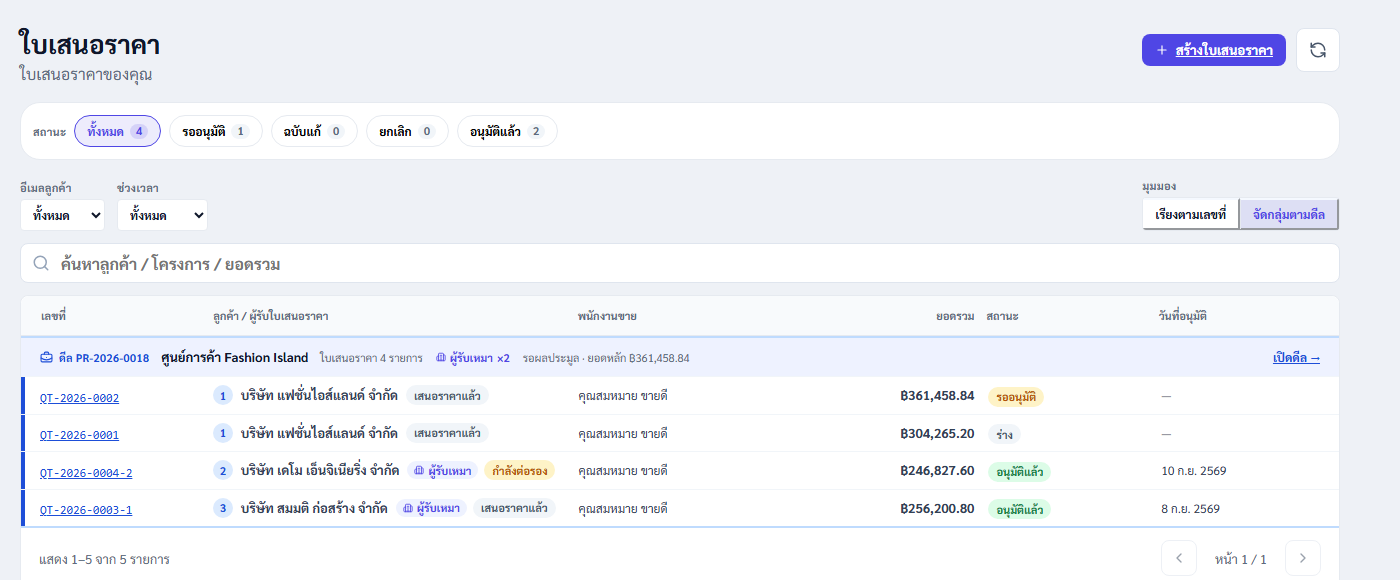 ใบเสนอราคา
ใบเสนอราคาของคุณ
+ สร้างใบเสนอราคา
สถานะ ทั้งหมด 4 รออนุมัติ 1 ฉบับแก้ 0 ยกเลิก 0 อนุมัติแล้ว 2
อีเมลลูกค้า ช่วงเวลา มุมมอง
ทั้งหมด ทั้งหมด เรียงตามเลขที่ จัดกลุ่มตามดีล
ค้นหาลูกค้า / โครงการ / ยอดรวม
เลขที่ ลูกค้า / ผู้รับใบเสนอราคา พนักงานขาย ยอดรวม สถานะ วันที่อนุมัติ
ดีล PR-2026-0018 ศูนย์การค้า Fashion Island ใบเสนอราคา 4 รายการ ผู้รับเหมา ×2 รอผลประมูล · ยอดหลัก ฿361,458.84 เปิดดีล →
QT-2026-0002 1 บริษัท แฟชั่นไอส์แลนด์ จำกัด เสนอราคาแล้ว คุณสมหมาย ขายดี ฿361,458.84 รออนุมัติ —
QT-2026-0001 1 บริษัท แฟชั่นไอส์แลนด์ จำกัด เสนอราคาแล้ว คุณสมหมาย ขายดี ฿304,265.20 ร่าง —
QT-2026-0004-2 2 บริษัท เดโม เอ็นจิเนียริ่ง จำกัด ผู้รับเหมา กำลังต่อรอง คุณสมหมาย ขายดี ฿246,827.60 อนุมัติแล้ว 10 ก.ย. 2569
QT-2026-0003-1 3 บริษัท สมมติ ก่อสร้าง จำกัด ผู้รับเหมา เสนอราคาแล้ว คุณสมหมาย ขายดี ฿256,200.80 อนุมัติแล้ว 8 ก.ย. 2569
แสดง 1–5 จาก 5 รายการ หน้า 1 / 1